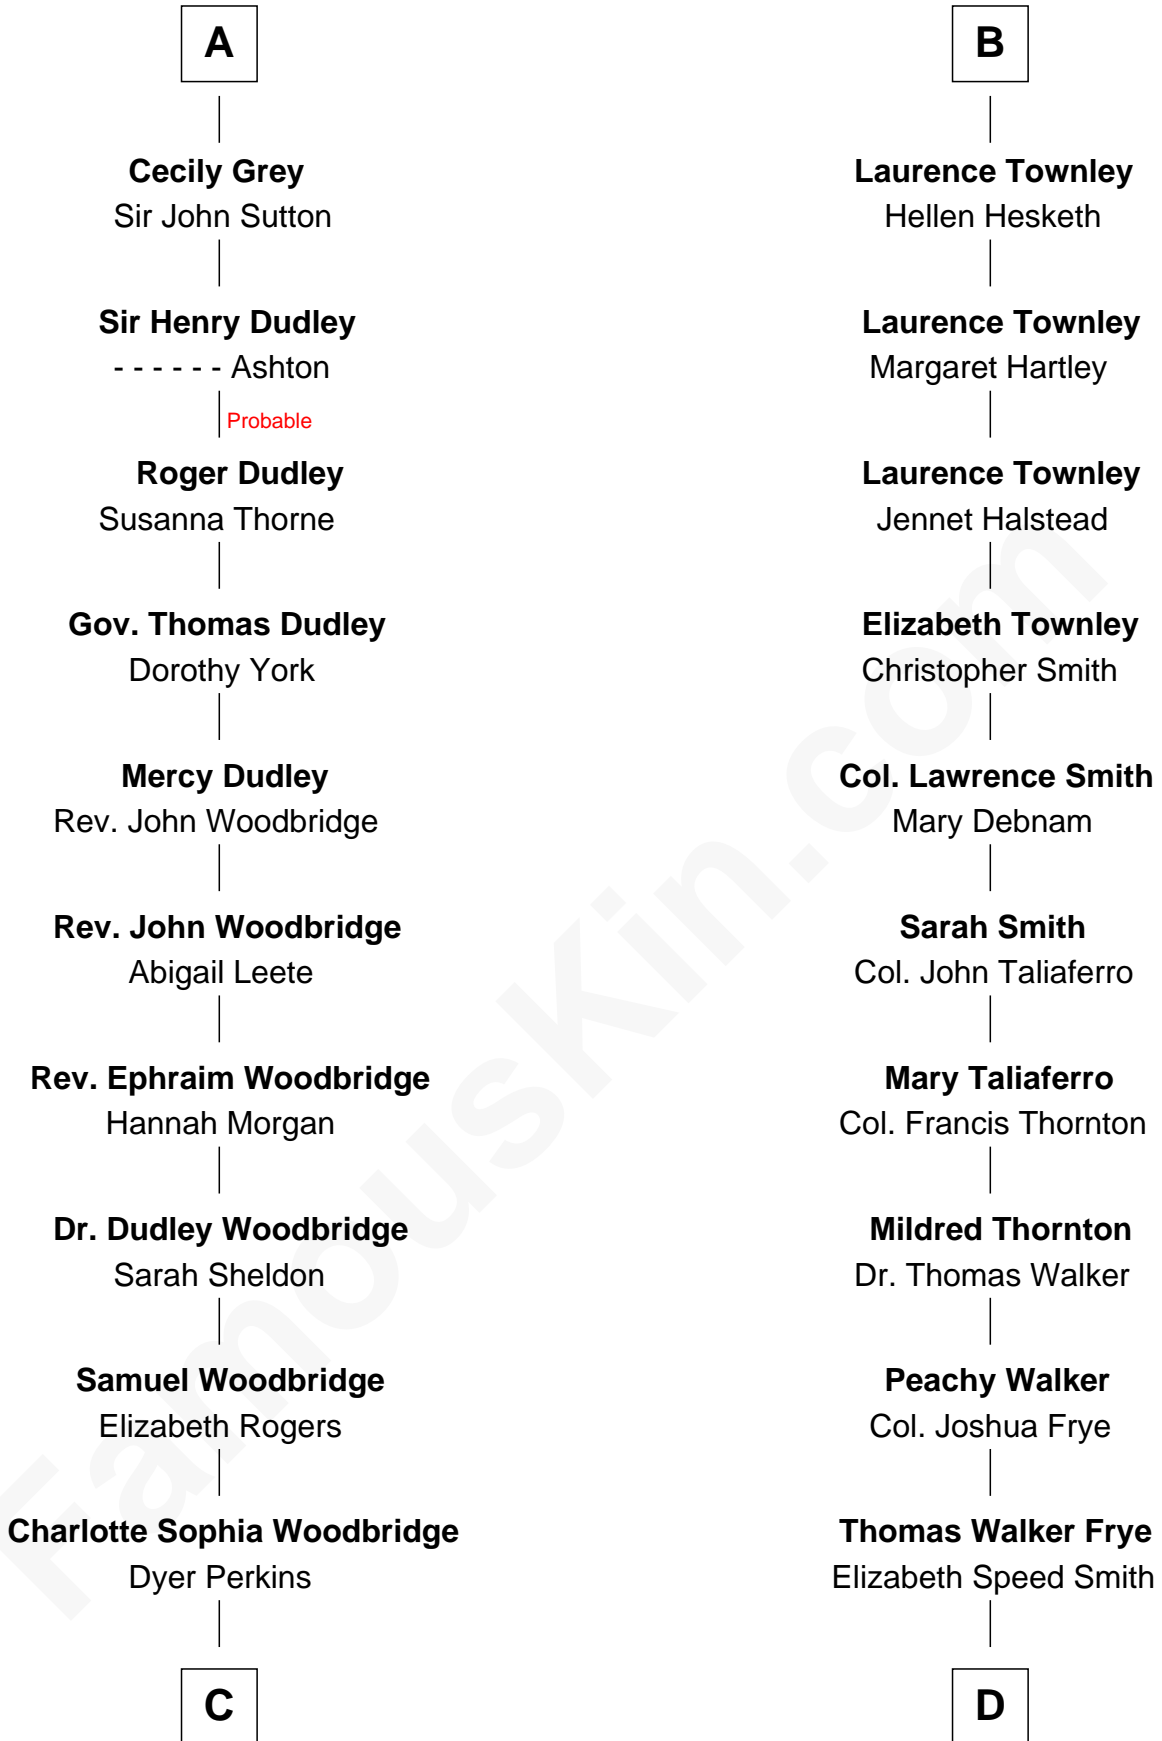 A
Cecily Grey
Sir John Sutton
Sir Henry Dudley
- - - - - - Ashton
Probable
Roger Dudley
Susanna Thorne
Gov. Thomas Dudley
Dorothy York
Mercy Dudley
Rev. John Woodbridge
Rev. John Woodbridge
Abigail Leete
Rev. Ephraim Woodbridge
Hannah Morgan
Dr. Dudley Woodbridge
Sarah Sheldon
Samuel Woodbridge
Elizabeth Rogers
Charlotte Sophia Woodbridge
Dyer Perkins
C
B
Laurence Townley
Hellen Hesketh
Laurence Townley
Margaret Hartley
Laurence Townley
Jennet Halstead
Elizabeth Townley
Christopher Smith
Col. Lawrence Smith
Mary Debnam
Sarah Smith
Col. John Taliaferro
Mary Taliaferro
Col. Francis Thornton
Mildred Thornton
Dr. Thomas Walker
Peachy Walker
Col. Joshua Frye
Thomas Walker Frye
Elizabeth Speed Smith
D
FamousKin.com